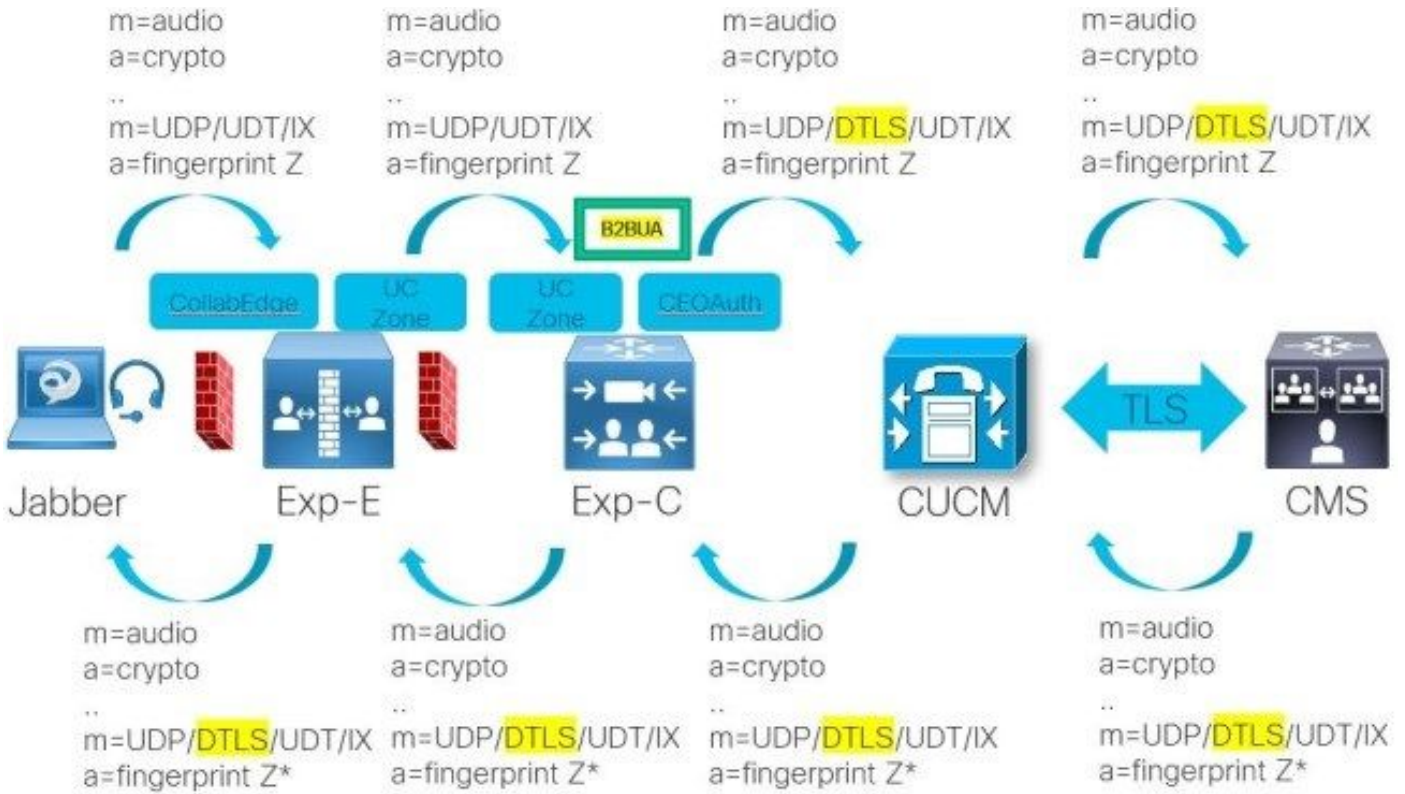 m=audio
a=crypto
..
m=UDP/UDT/IX
a=fingerprint Z
m=audio
a=crypto
..
m=UDP/UDT/IX
a=fingerprint Z
m=audio
a=crypto
..
m=UDP/DTLS/UDT/IX
a=fingerprint Z
m=audio
a=crypto
..
m=UDP/DTLS/UDT/IX
a=fingerprint Z
B2BUA
CollabEdge
UC
Zone
UC
Zone
CEOAuth
TLS
Jabber
Exp-E
Exp-C
CUCM
CMS
m=audio
a=crypto
..
m=UDP/DTLS/UDT/IX
a=fingerprint Z*
m=audio
a=crypto
..
m=UDP/DTLS/UDT/IX
a=fingerprint Z*
m=audio
a=crypto
..
m=UDP/DTLS/UDT/IX
a=fingerprint Z*
m=audio
a=crypto
..
m=UDP/DTLS/UDT/IX
a=fingerprint Z*